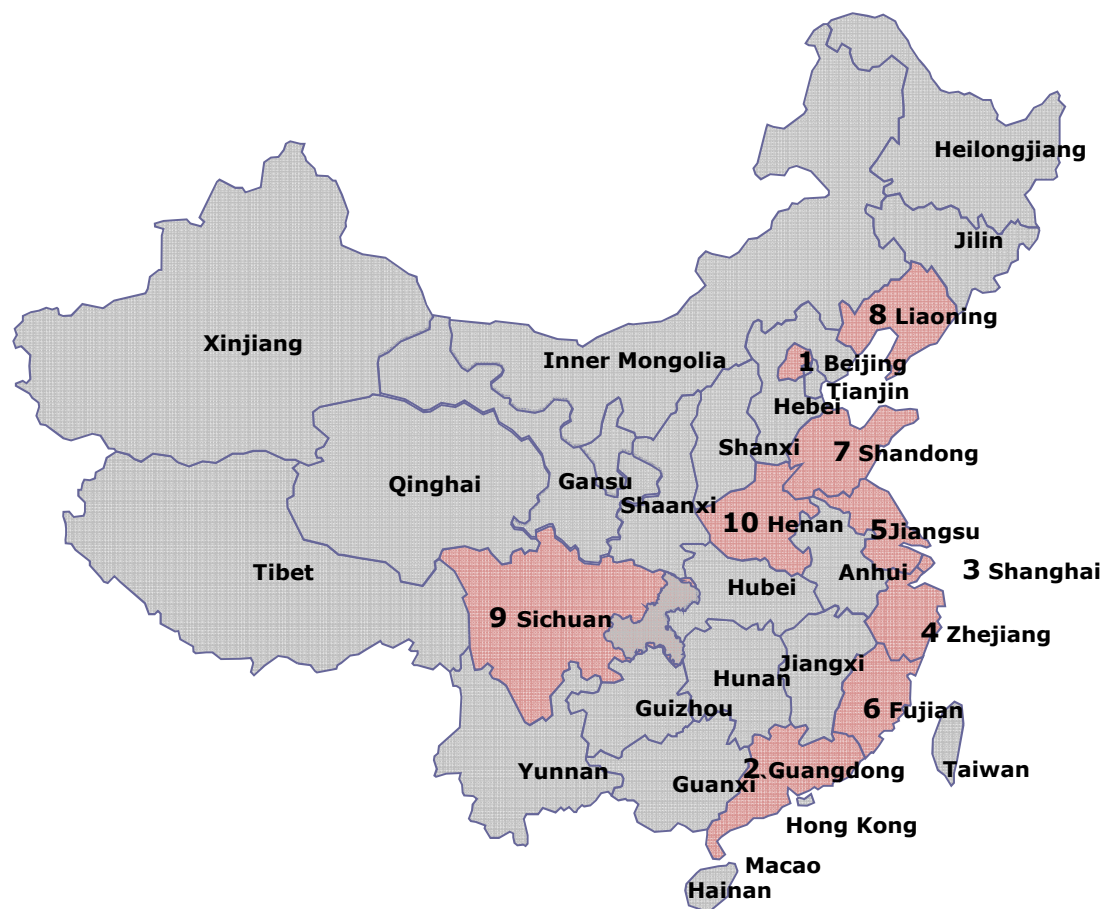 Heilongjiang
Jilin
8 Liaoning
Xinjiang
Inner Mongolia
1 Beijing
Tianjin
Hebei
Shanxi
7 Shandong
Qinghai
Gansu
Shaanxi
10 Henan
5Jiangsu
Tibet
Hubei
Anhui
3 Shanghai
9 Sichuan
4 Zhejiang
Jiangxi
Hunan
Guizhou
6 Fujian
Yunnan
Guanxi
2 Guangdong
Taiwan
Hong Kong
Macao
Hainan